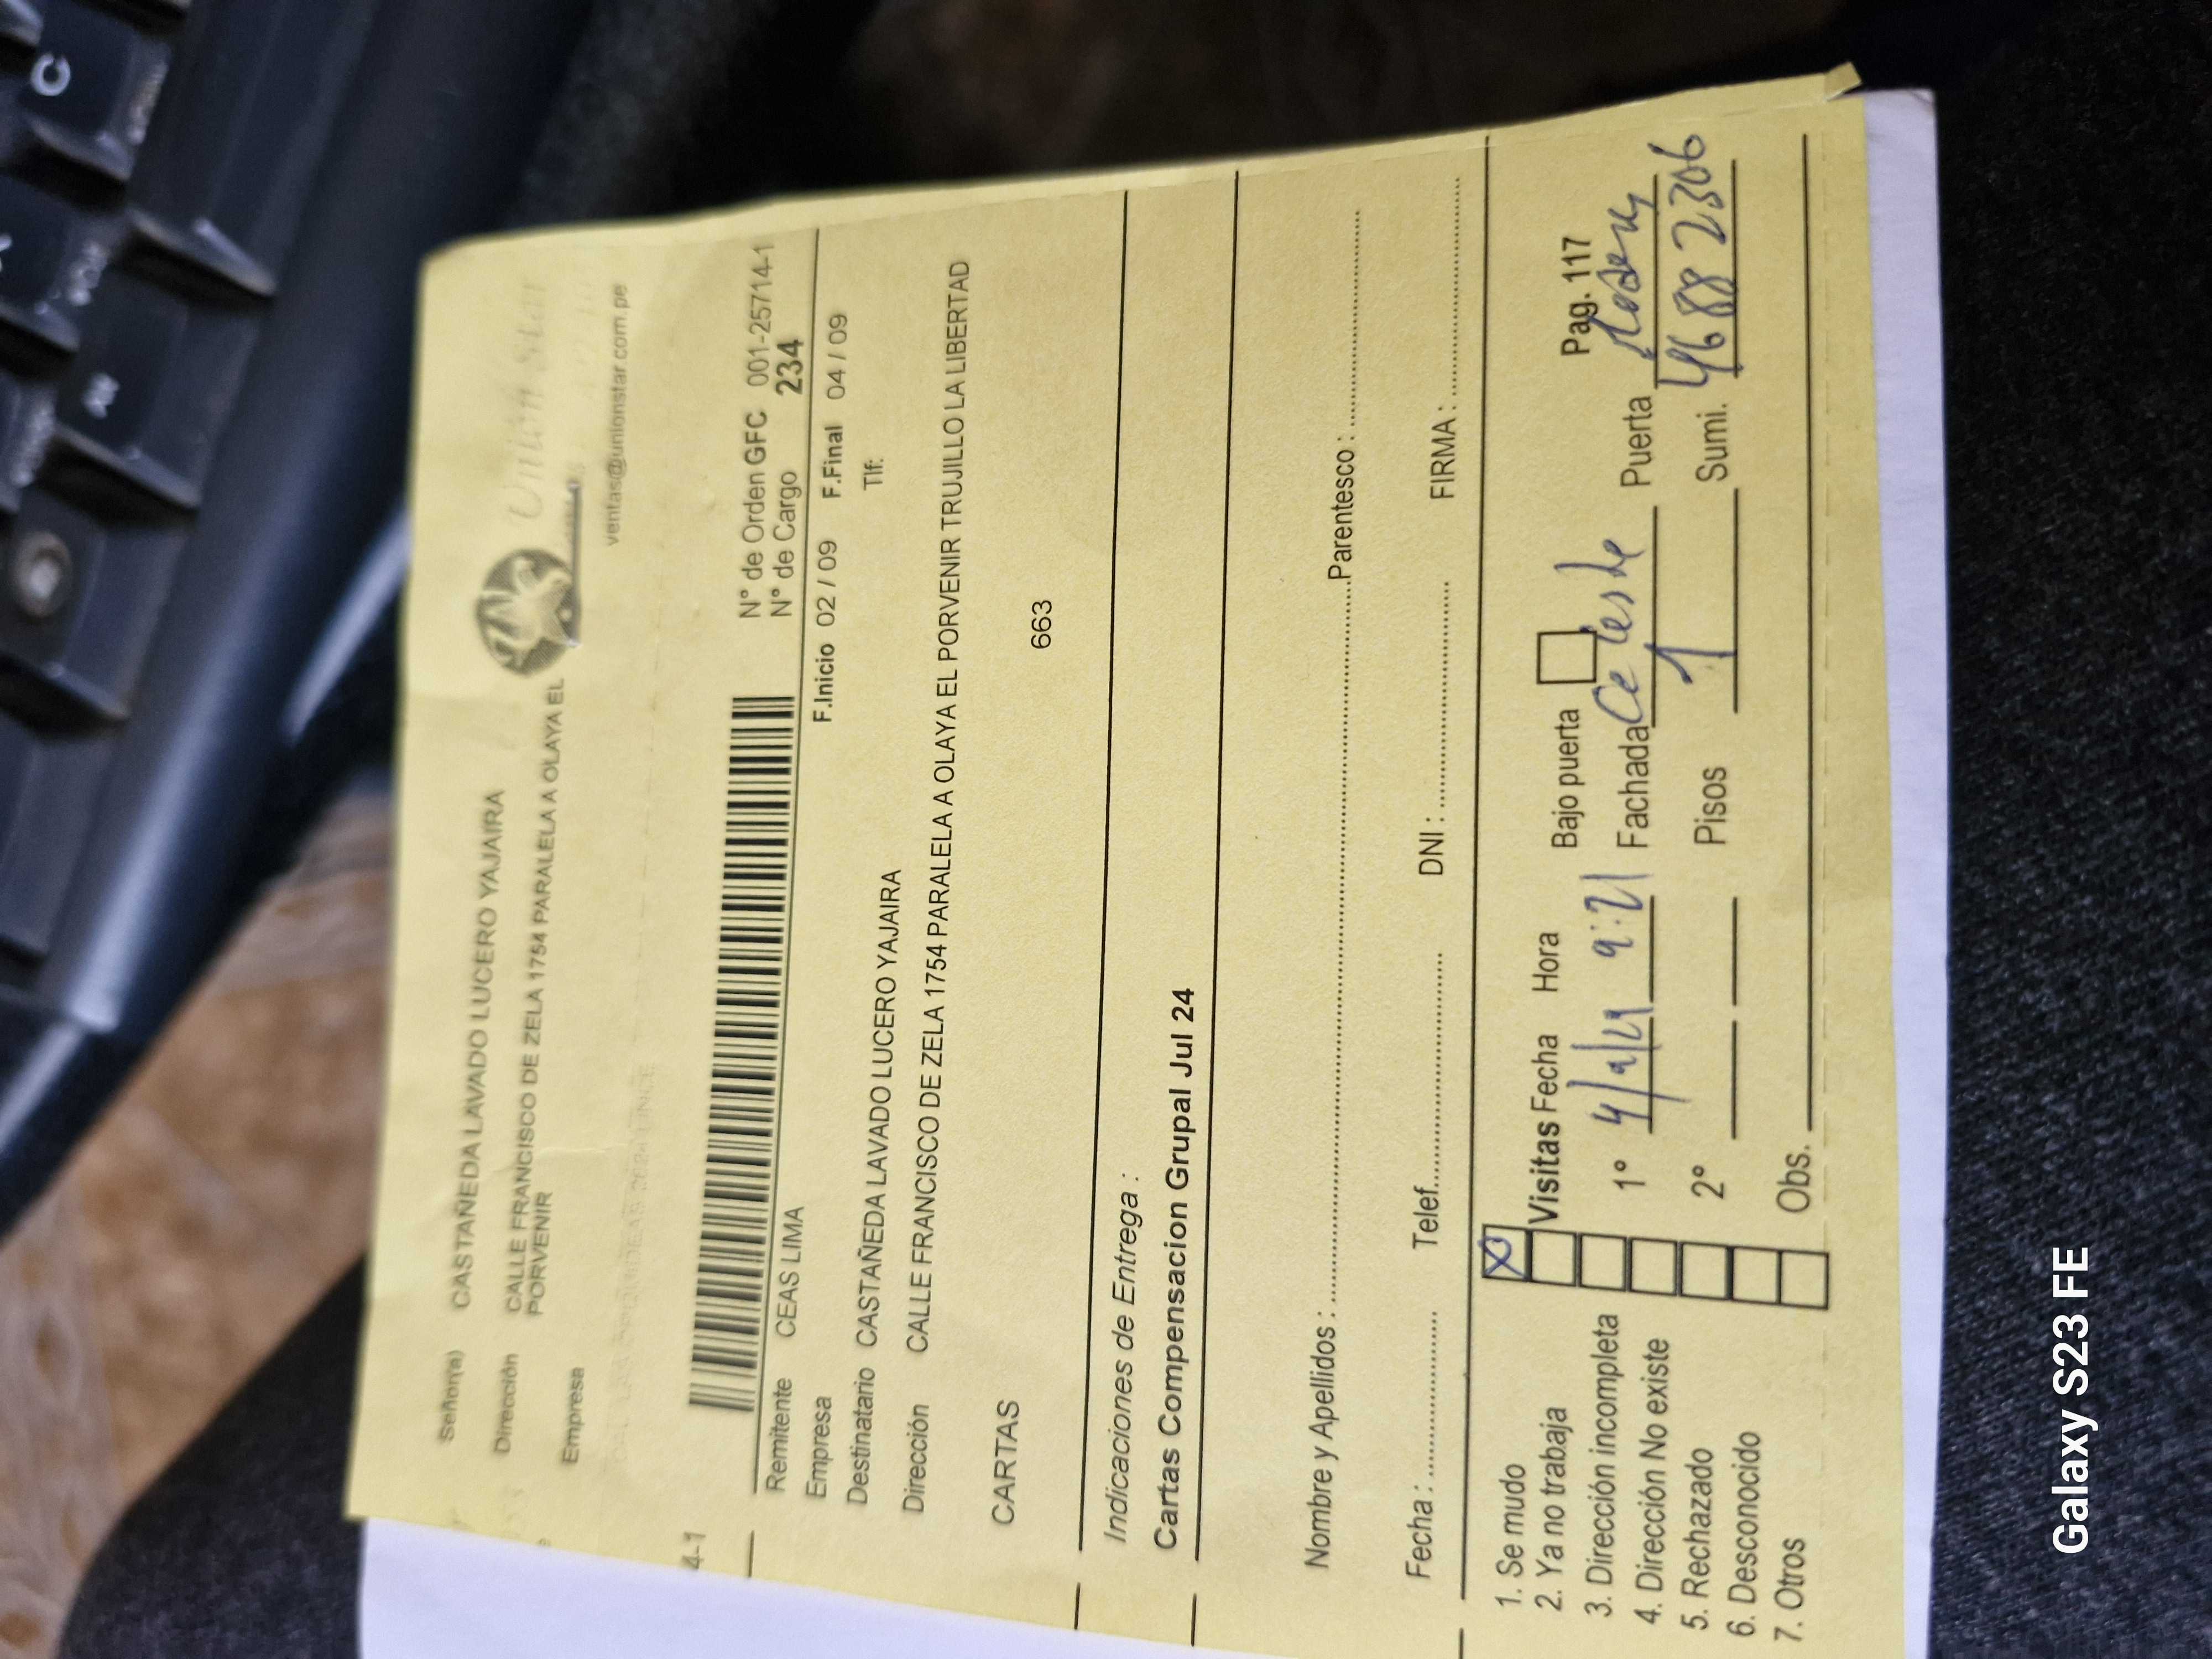 Señor(a) CASTAÑEDA LAVADO LUCERO YAJAIRA
Dirección CALLE FRANCISCO DE ZELA 1754 PARALELA A OLAYA EL
PORVENIR
Empresa
Unión Star
ventas@unionstar.com.pe
4-1
N° de Orden GFC 001-25714-1
N° de Cargo 234
Remitente CEAS LIMA
Empresa
F.Inicio 02 / 09 F.Final 04 / 09
Destinatario CASTAÑEDA LAVADO LUCERO YAJAIRA
Tlf:
Dirección CALLE FRANCISCO DE ZELA 1754 PARALELA A OLAYA EL PORVENIR TRUJILLO LA LIBERTAD
CARTAS
663
Indicaciones de Entrega :
Cartas Compensacion Grupal Jul 24
Nombre y Apellidos : Parentesco :
Fecha : Telef. DNI : FIRMA :
1. Se mudo X
2. Ya no trabaja
3. Dirección incompleta
4. Dirección No existe
5. Rechazado
6. Desconocido
7. Otros
Visitas Fecha Hora Bajo puerta Pag. 117
1° 9:21 Fachada Celeste Puerta
2° Pisos 1 Sumi. 46882306
Obs.
Galaxy S23 FE